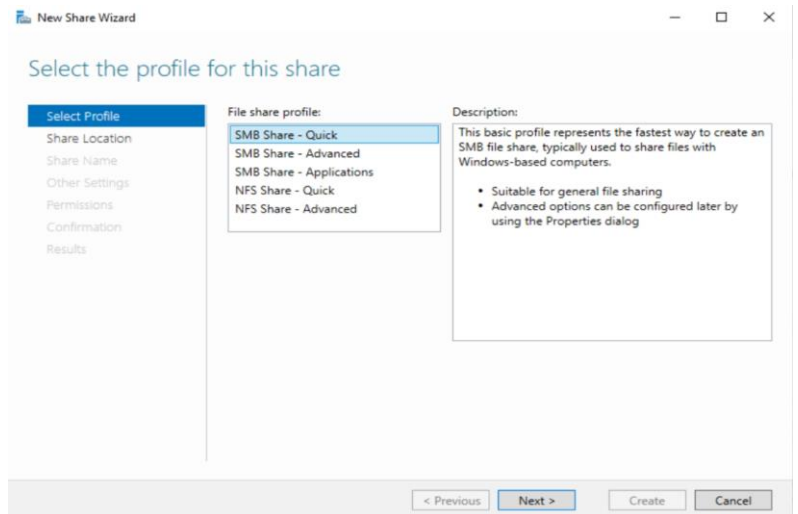 New Share Wizard
Select the profile for this share
Select Profile
Share Location
Share Name
Other Settings
Permissions
Confirmation
Results
File share profile:
SMB Share - Quick
SMB Share - Advanced
SMB Share - Applications
NFS Share - Quick
NFS Share - Advanced
Description:
This basic profile represents the fastest way to create an
SMB file share, typically used to share files with
Windows-based computers.
• Suitable for general file sharing
• Advanced options can be configured later by
using the Properties dialog
< Previous
Next >
Create
Cancel